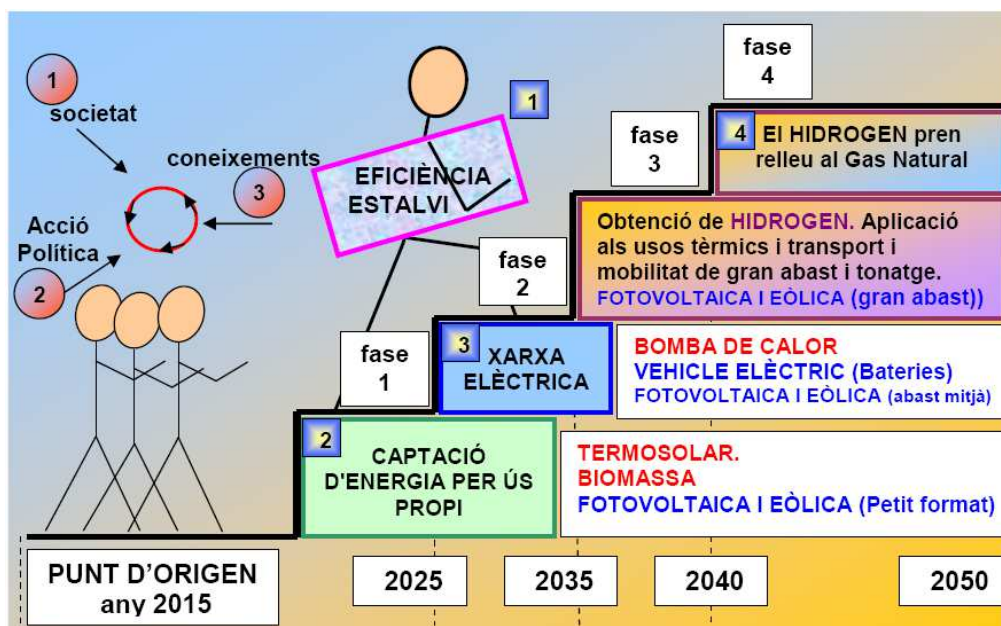 1
societat
coneixements
3
Acció
Política
2
1
EFICIÈNCIA
ESTALVI
fase
1
fase
2
fase
3
fase
4
4
El HIDROGEN pren
relleu al Gas Natural
Obtenció de HIDROGEN. Aplicació
als usos tèrmics i transport i
mobilitat de gran abast i tonatge.
FOTOVOLTAICA I EÒLICA (gran abast))
3
XARXA
ELÈCTRICA
BOMBA DE CALOR
VEHICLE ELÈCTRIC (Bateries)
FOTOVOLTAICA I EÒLICA (abast mitjà)
2
CAPTACIÓ
D'ENERGIA PER ÚS
PROPI
TERMOSOLAR.
BIOMASSA
FOTOVOLTAICA I EÒLICA (Petit format)
PUNT D'ORIGEN
any 2015
2025
2035
2040
2050